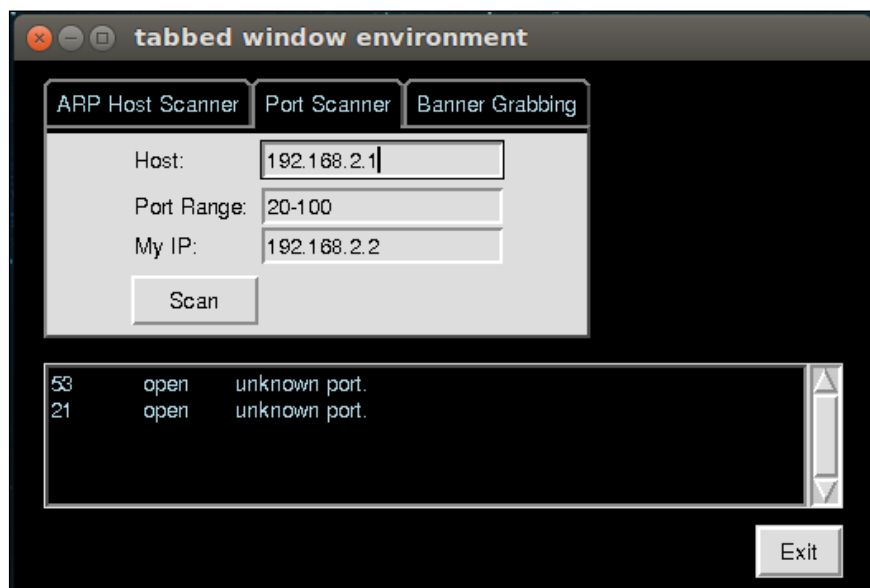 tabbed window environment
ARP Host Scanner Port Scanner Banner Grabbing
Host: 192.168.2.1
Port Range: 20-100
My IP: 192.168.2.2
Scan
53 open unknown port.
21 open unknown port.
Exit